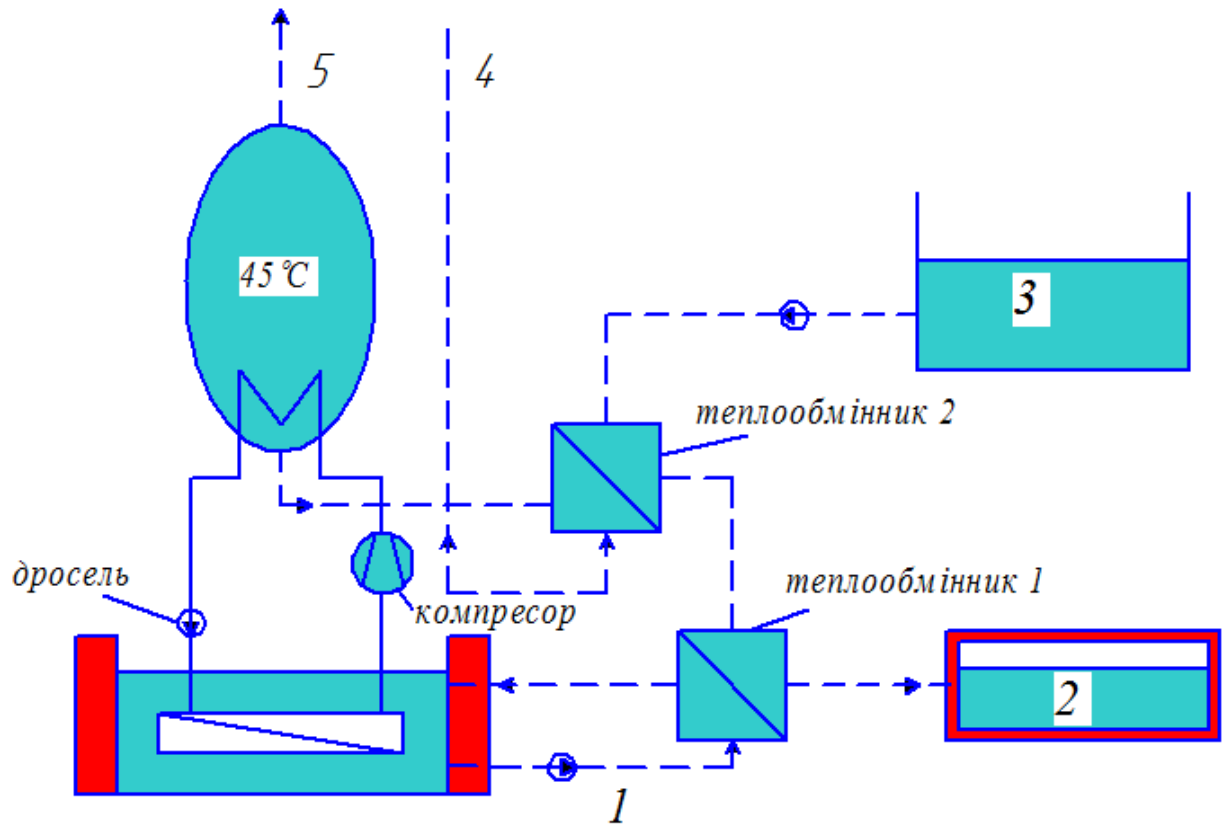 5
4
45°C
3
теплообмінник 2
дросель
компресор
теплообмінник 1
2
1